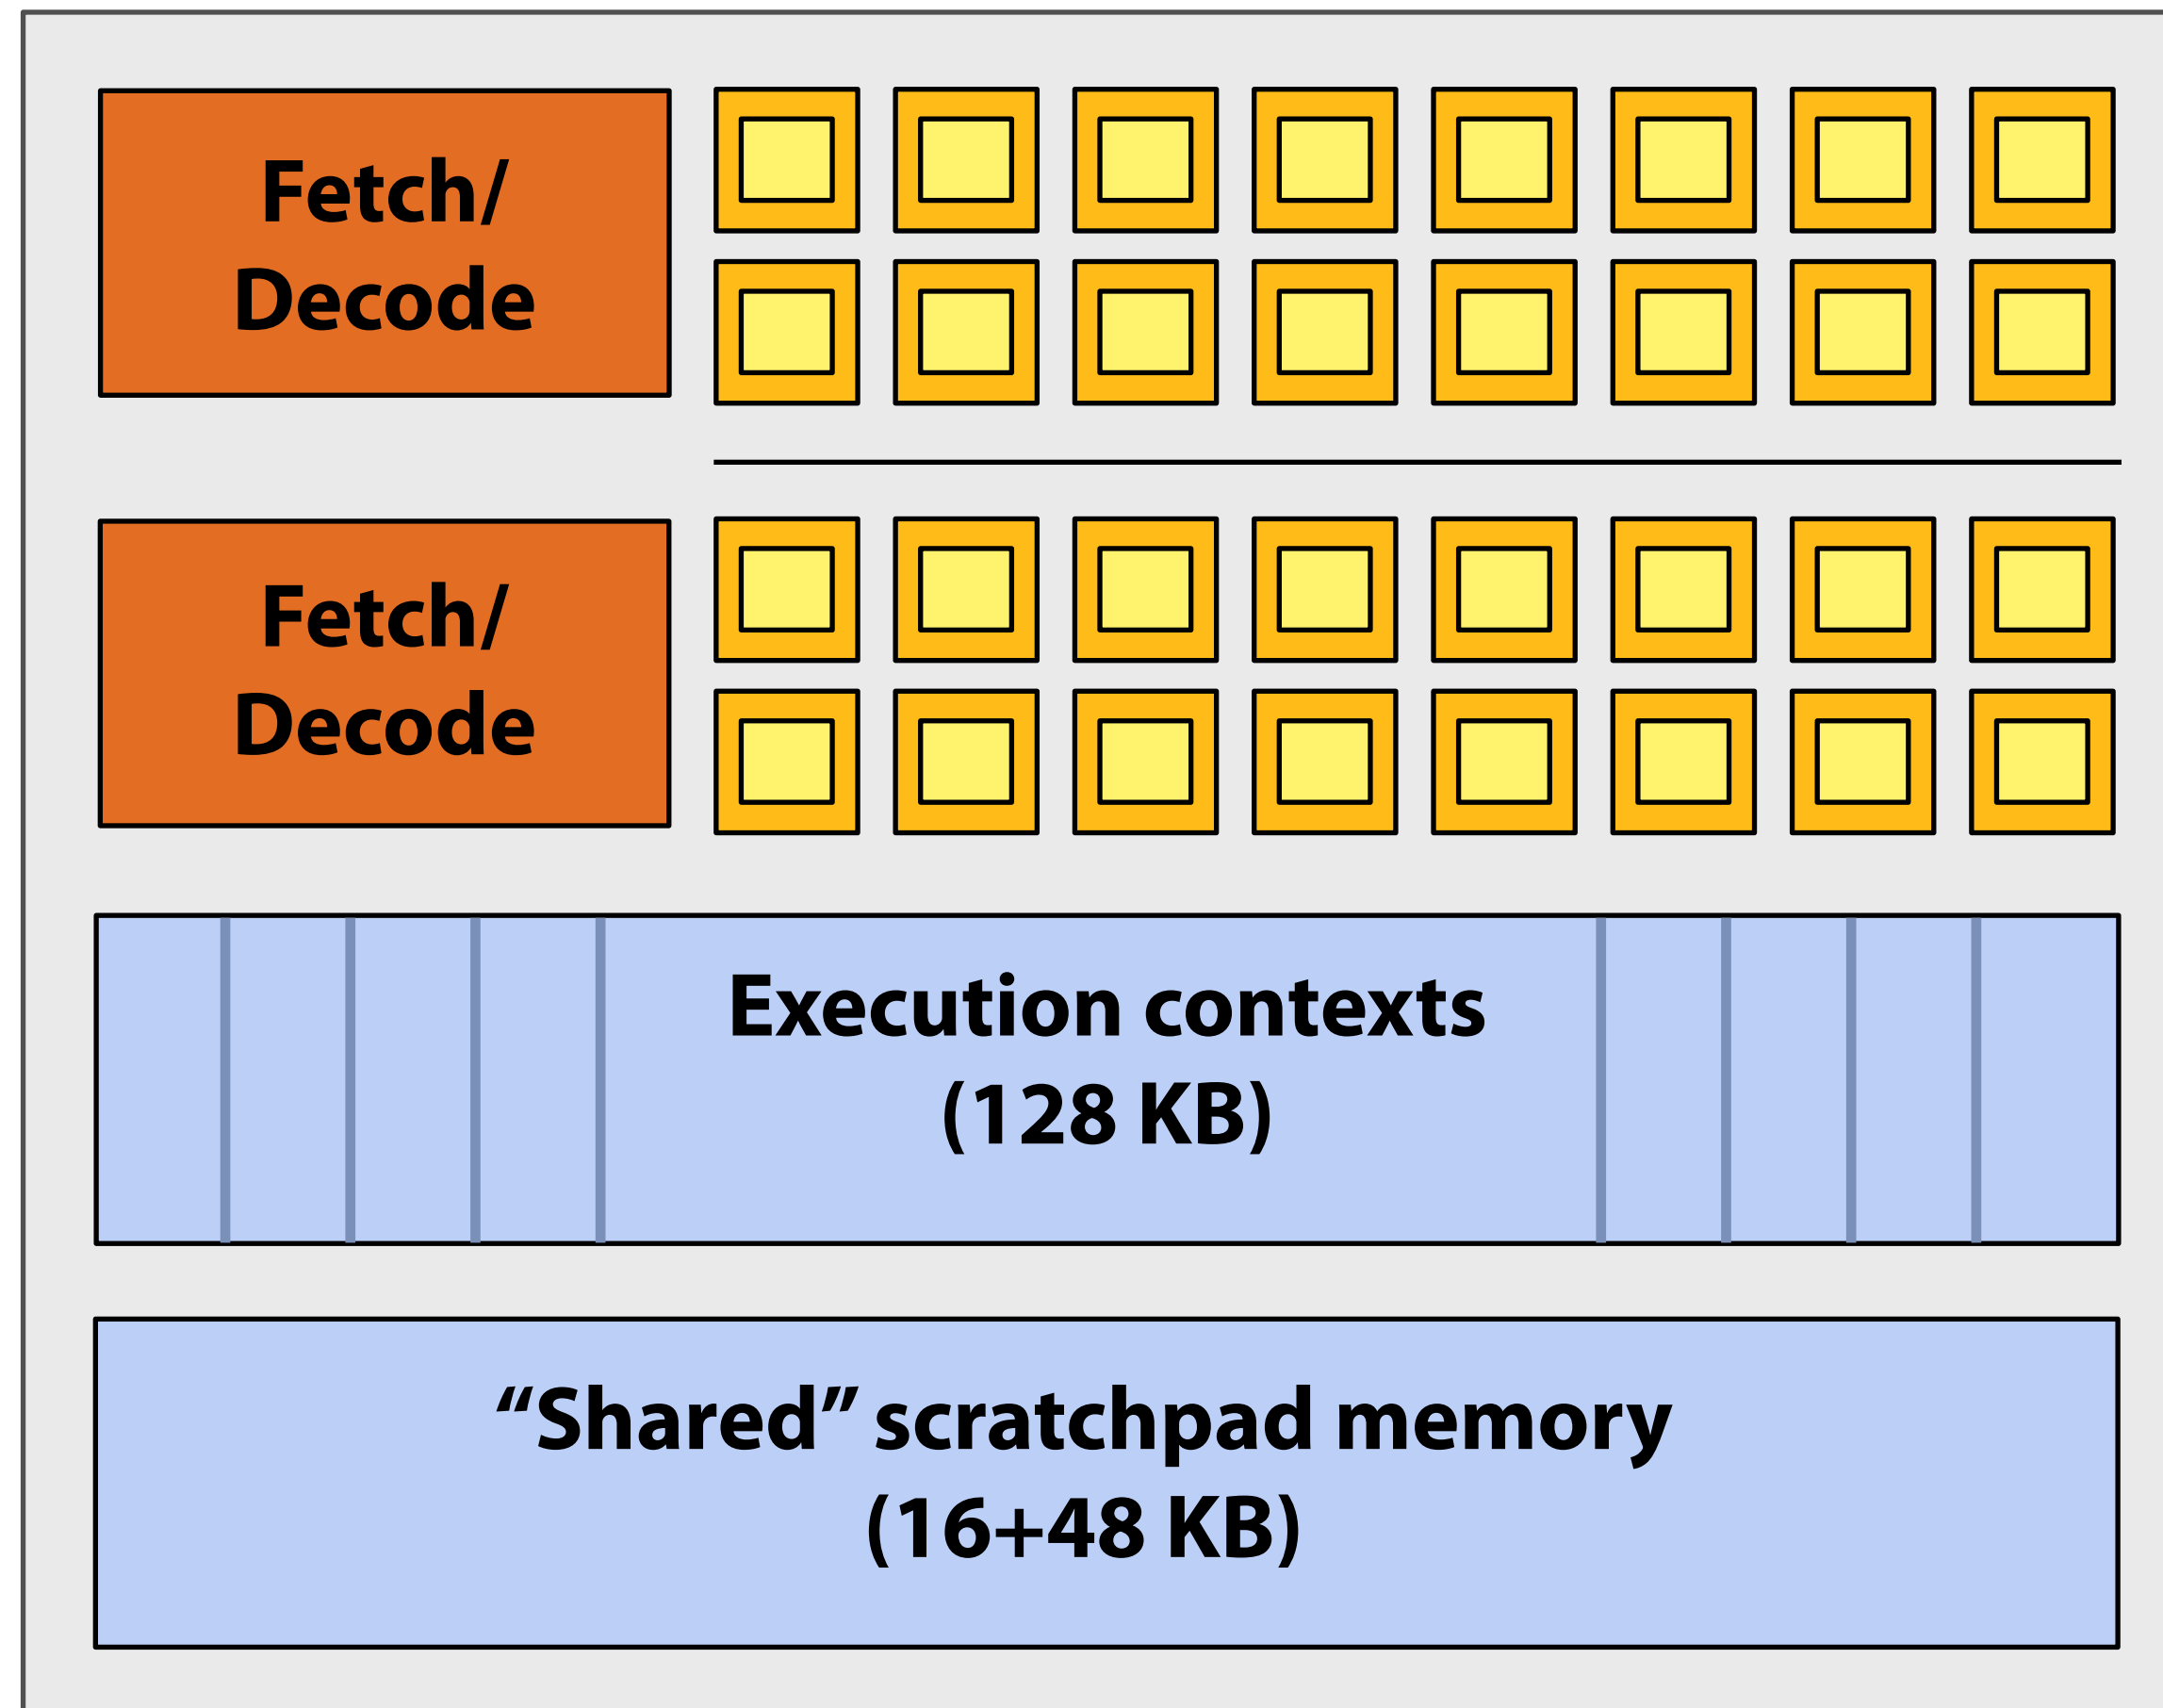 Fetch/
Decode
Fetch/
Decode
Execution contexts
(128 KB)
“Shared” scratchpad memory
(16+48 KB)